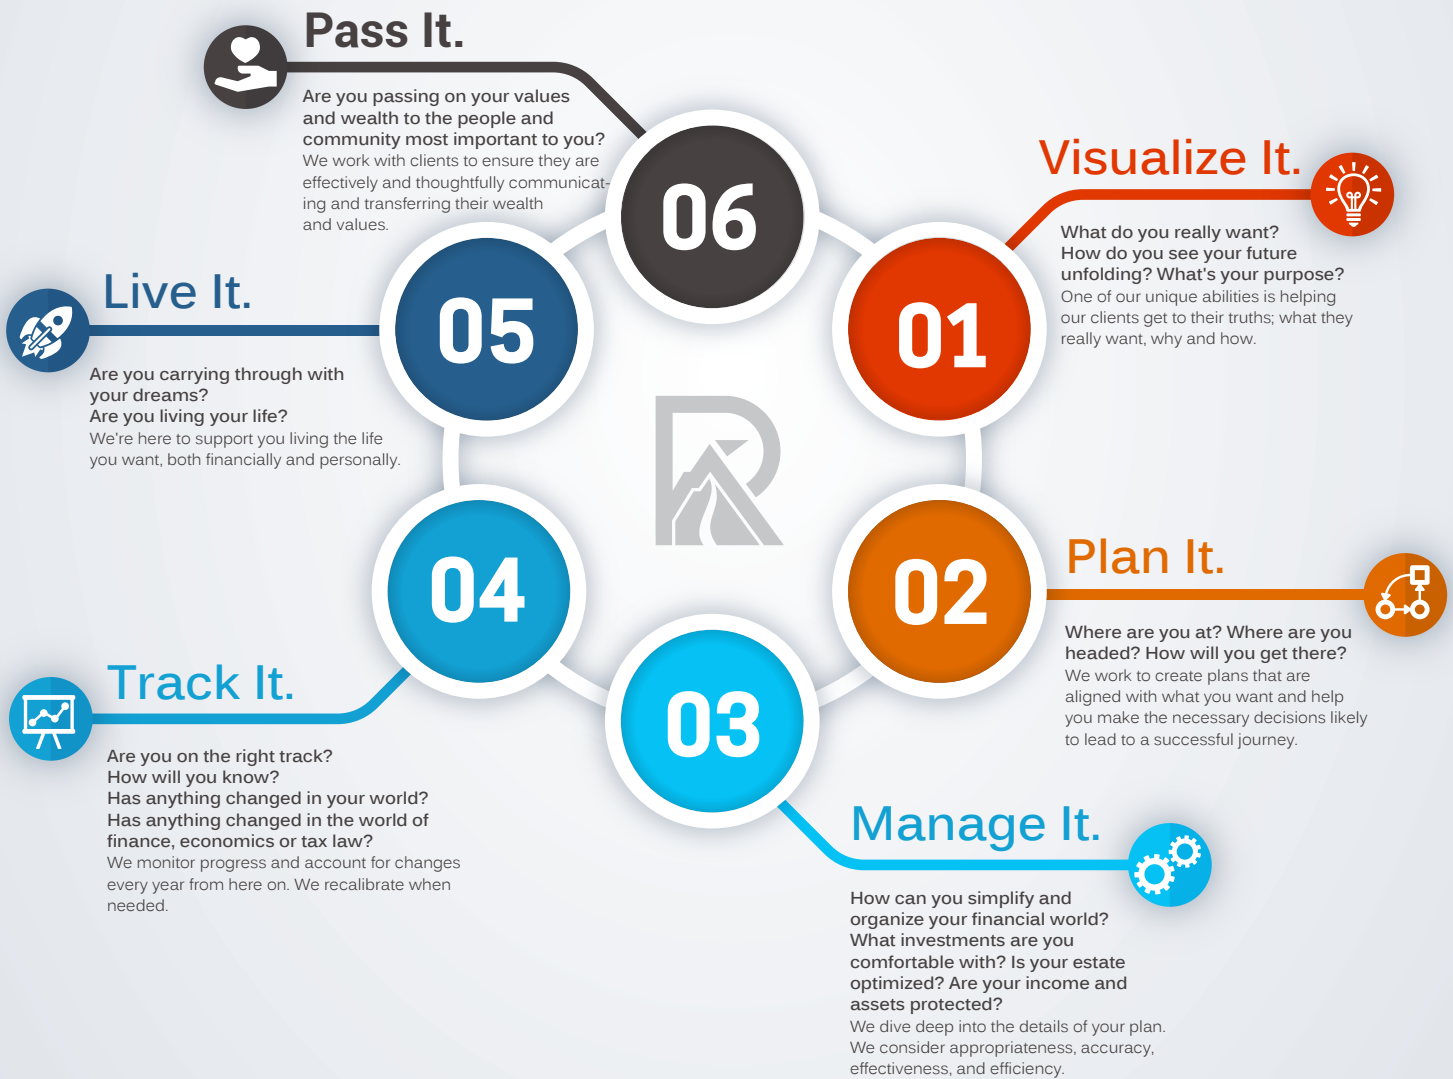 Pass It.
Are you passing on your values
and wealth to the people and
community most important to you?
We work with clients to ensure they are
effectively and thoughtfully communicat-
ing and transferring their wealth
and values.
06
Visualize It.
What do you really want?
How do you see your future
unfolding? What's your purpose?
One of our unique abilities is helping
our clients get to their truths; what they
really want, why and how.
01
Live It.
Are you carrying through with
your dreams?
Are you living your life?
We're here to support you living the life
you want, both financially and personally.
05
Plan It.
Where are you at? Where are you
headed? How will you get there?
We work to create plans that are
aligned with what you want and help
you make the necessary decisions likely
to lead to a successful journey.
02
Track It.
Are you on the right track?
How will you know?
Has anything changed in your world?
Has anything changed in the world of
finance, economics or tax law?
We monitor progress and account for changes
every year from here on. We recalibrate when
needed.
04
03
Manage It.
How can you simplify and
organize your financial world?
What investments are you
comfortable with? Is your estate
optimized? Are your income and
assets protected?
We dive deep into the details of your plan.
We consider appropriateness, accuracy,
effectiveness, and efficiency.